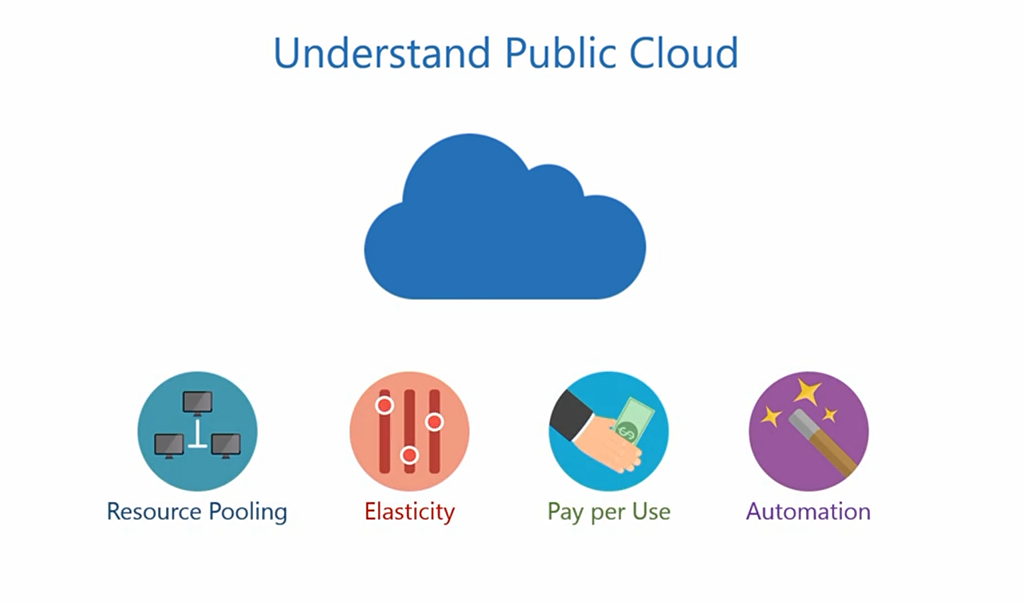 Understand Public Cloud
Resource Pooling
Elasticity
Pay per Use
Automation